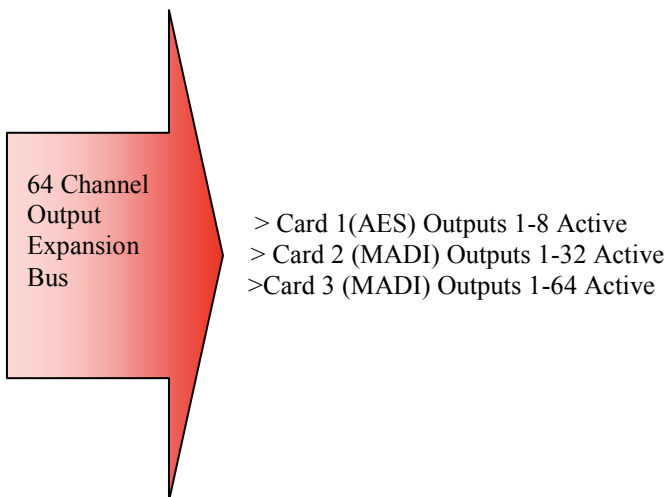 64 Channel
Output
Expansion
Bus
> Card 1(AES) Outputs 1-8 Active
> Card 2 (MADI) Outputs 1-32 Active
>Card 3 (MADI) Outputs 1-64 Active